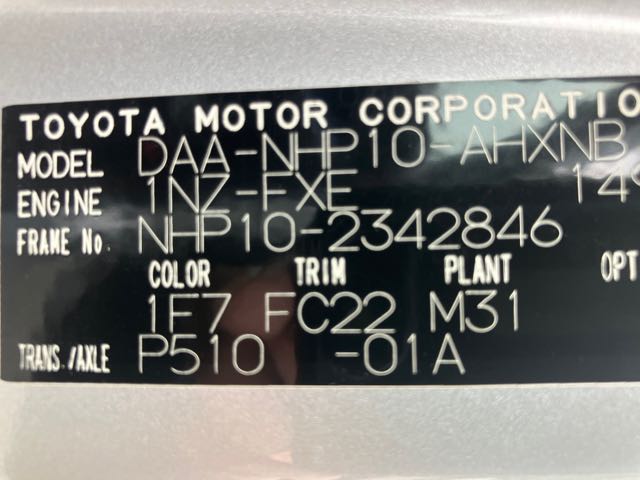 TOYOTA MOTOR CORPORATIO
MODEL DAA-NHP10-AHXNB
ENGINE 1NZ-FXE 149
FRAME No. NHP10-2342846
COLOR TRIM PLANT OPT
1F7 FC22 M31
TRANS./AXLE P510 -01A